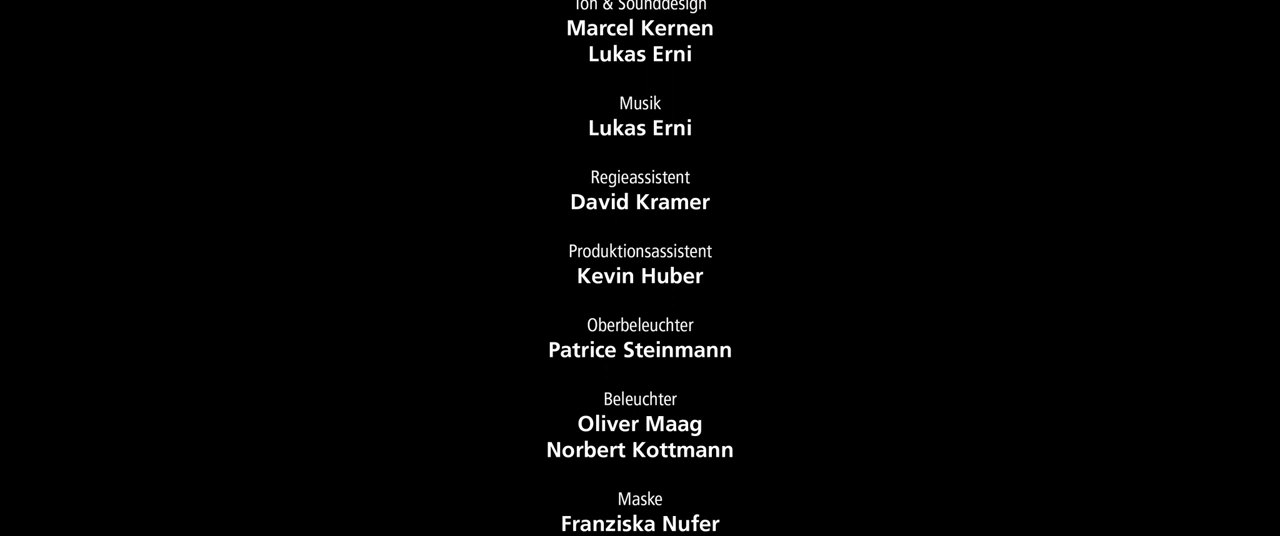 Ton & Sounddesign
Marcel Kernen
Lukas Erni
Musik
Lukas Erni
Regieassistent
David Kramer
Produktionsassistent
Kevin Huber
Oberbeleuchter
Patrice Steinmann
Beleuchter
Oliver Maag
Norbert Kottmann
Maske
Franziska Nufer